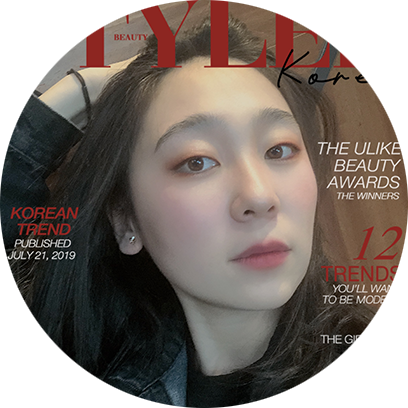 TYLE
BEAUTY
Kore
THE ULIKE
BEAUTY
AWARDS
THE WINNERS
KOREAN
TREND
PUBLISHED
JULY 21, 2019
12
TRENDS
YOU'LL WAN
TO BE MODE
THE GI